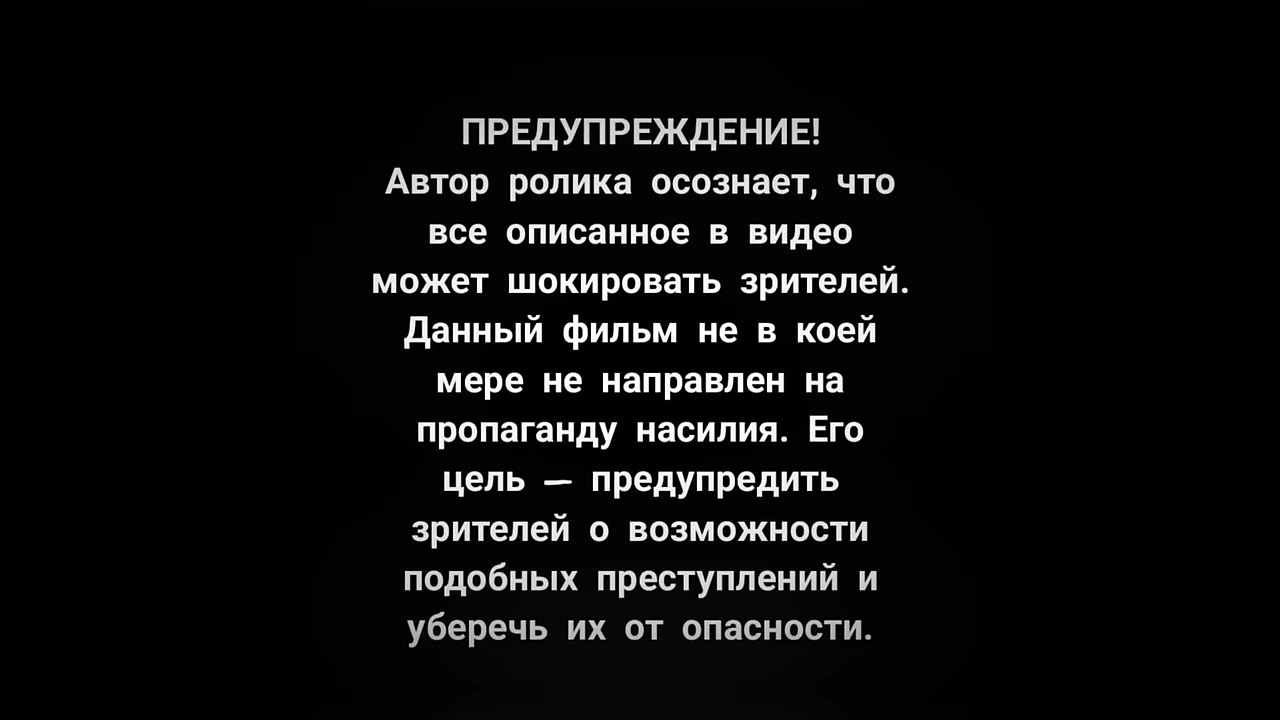 ПРЕДУПРЕЖДЕНИЕ!
Автор ролика осознает, что
все описанное в видео
может шокировать зрителей.
Данный фильм не в коей
мере не направлен на
пропаганду насилия. Его
цель — предупредить
зрителей о возможности
подобных преступлений и
уберечь их от опасности.